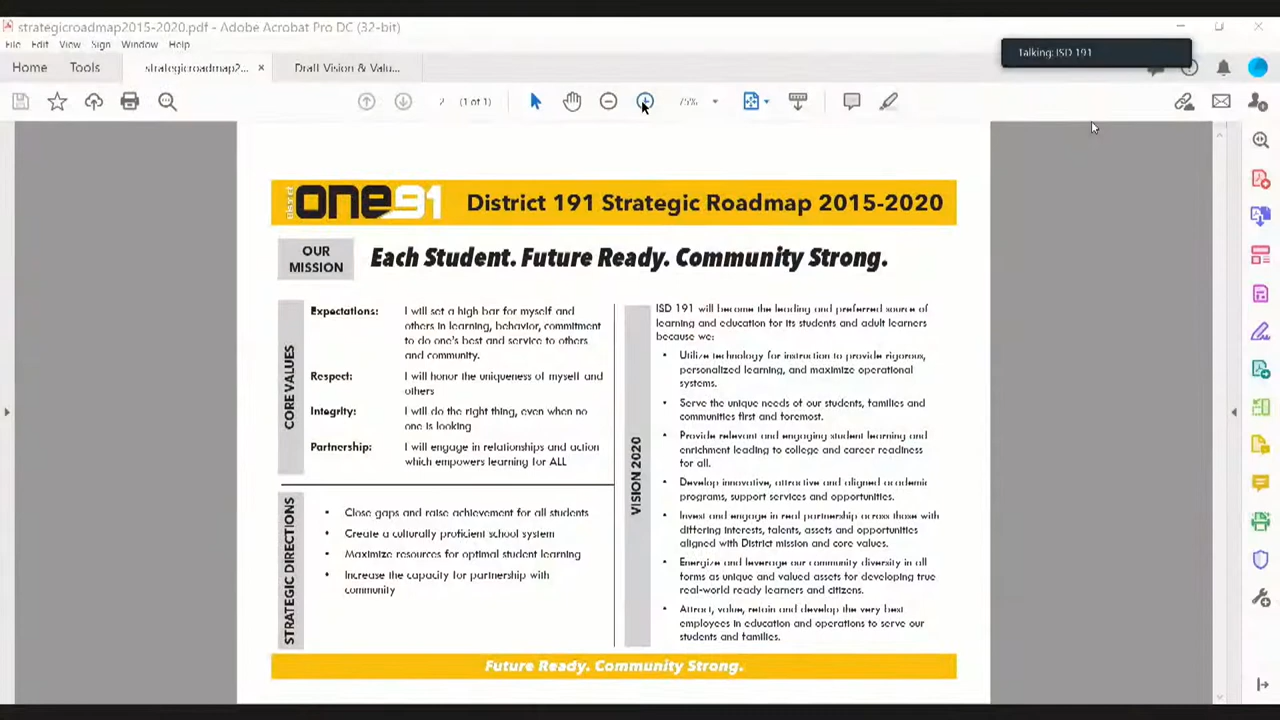 strategicroadmap2015-2020.pdf - Adobe Acrobat Pro DC (32-bit)
File Edit View Sign Window Help
Talking: ISD 191
Home Tools strategicroadmap2... × Draft Vision & Valu...
2 (1 of 1) 75%
one91 District 191 Strategic Roadmap 2015-2020
OUR
MISSION
Each Student. Future Ready. Community Strong.
CORE VALUES
Expectations: I will set a high bar for myself and
others in learning, behavior, commitment
to do one's best and service to others
and community.
Respect: I will honor the uniqueness of myself and
others
Integrity: I will do the right thing, even when no
one is looking
Partnership: I will engage in relationships and action
which empowers learning for ALL
STRATEGIC DIRECTIONS
• Close gaps and raise achievement for all students
• Create a culturally proficient school system
• Maximize resources for optimal student learning
• Increase the capacity for partnership with
community
VISION 2020
ISD 191 will become the leading and preferred source of
learning and education for its students and adult learners
because we:
• Utilize technology for instruction to provide rigorous,
personalized learning, and maximize operational
systems.
• Serve the unique needs of our students, families and
communities first and foremost.
• Provide relevant and engaging student learning and
enrichment leading to college and career readiness
for all.
• Develop innovative, attractive and aligned academic
programs, support services and opportunities.
• Invest and engage in real partnership across those with
differing interests, talents, assets and opportunities
aligned with District mission and core values.
• Energize and leverage our community diversity in all
forms as unique and valued assets for developing true
real-world ready learners and citizens.
• Attract, value, retain and develop the very best
employees in education and operations to serve our
students and families.
Future Ready. Community Strong.